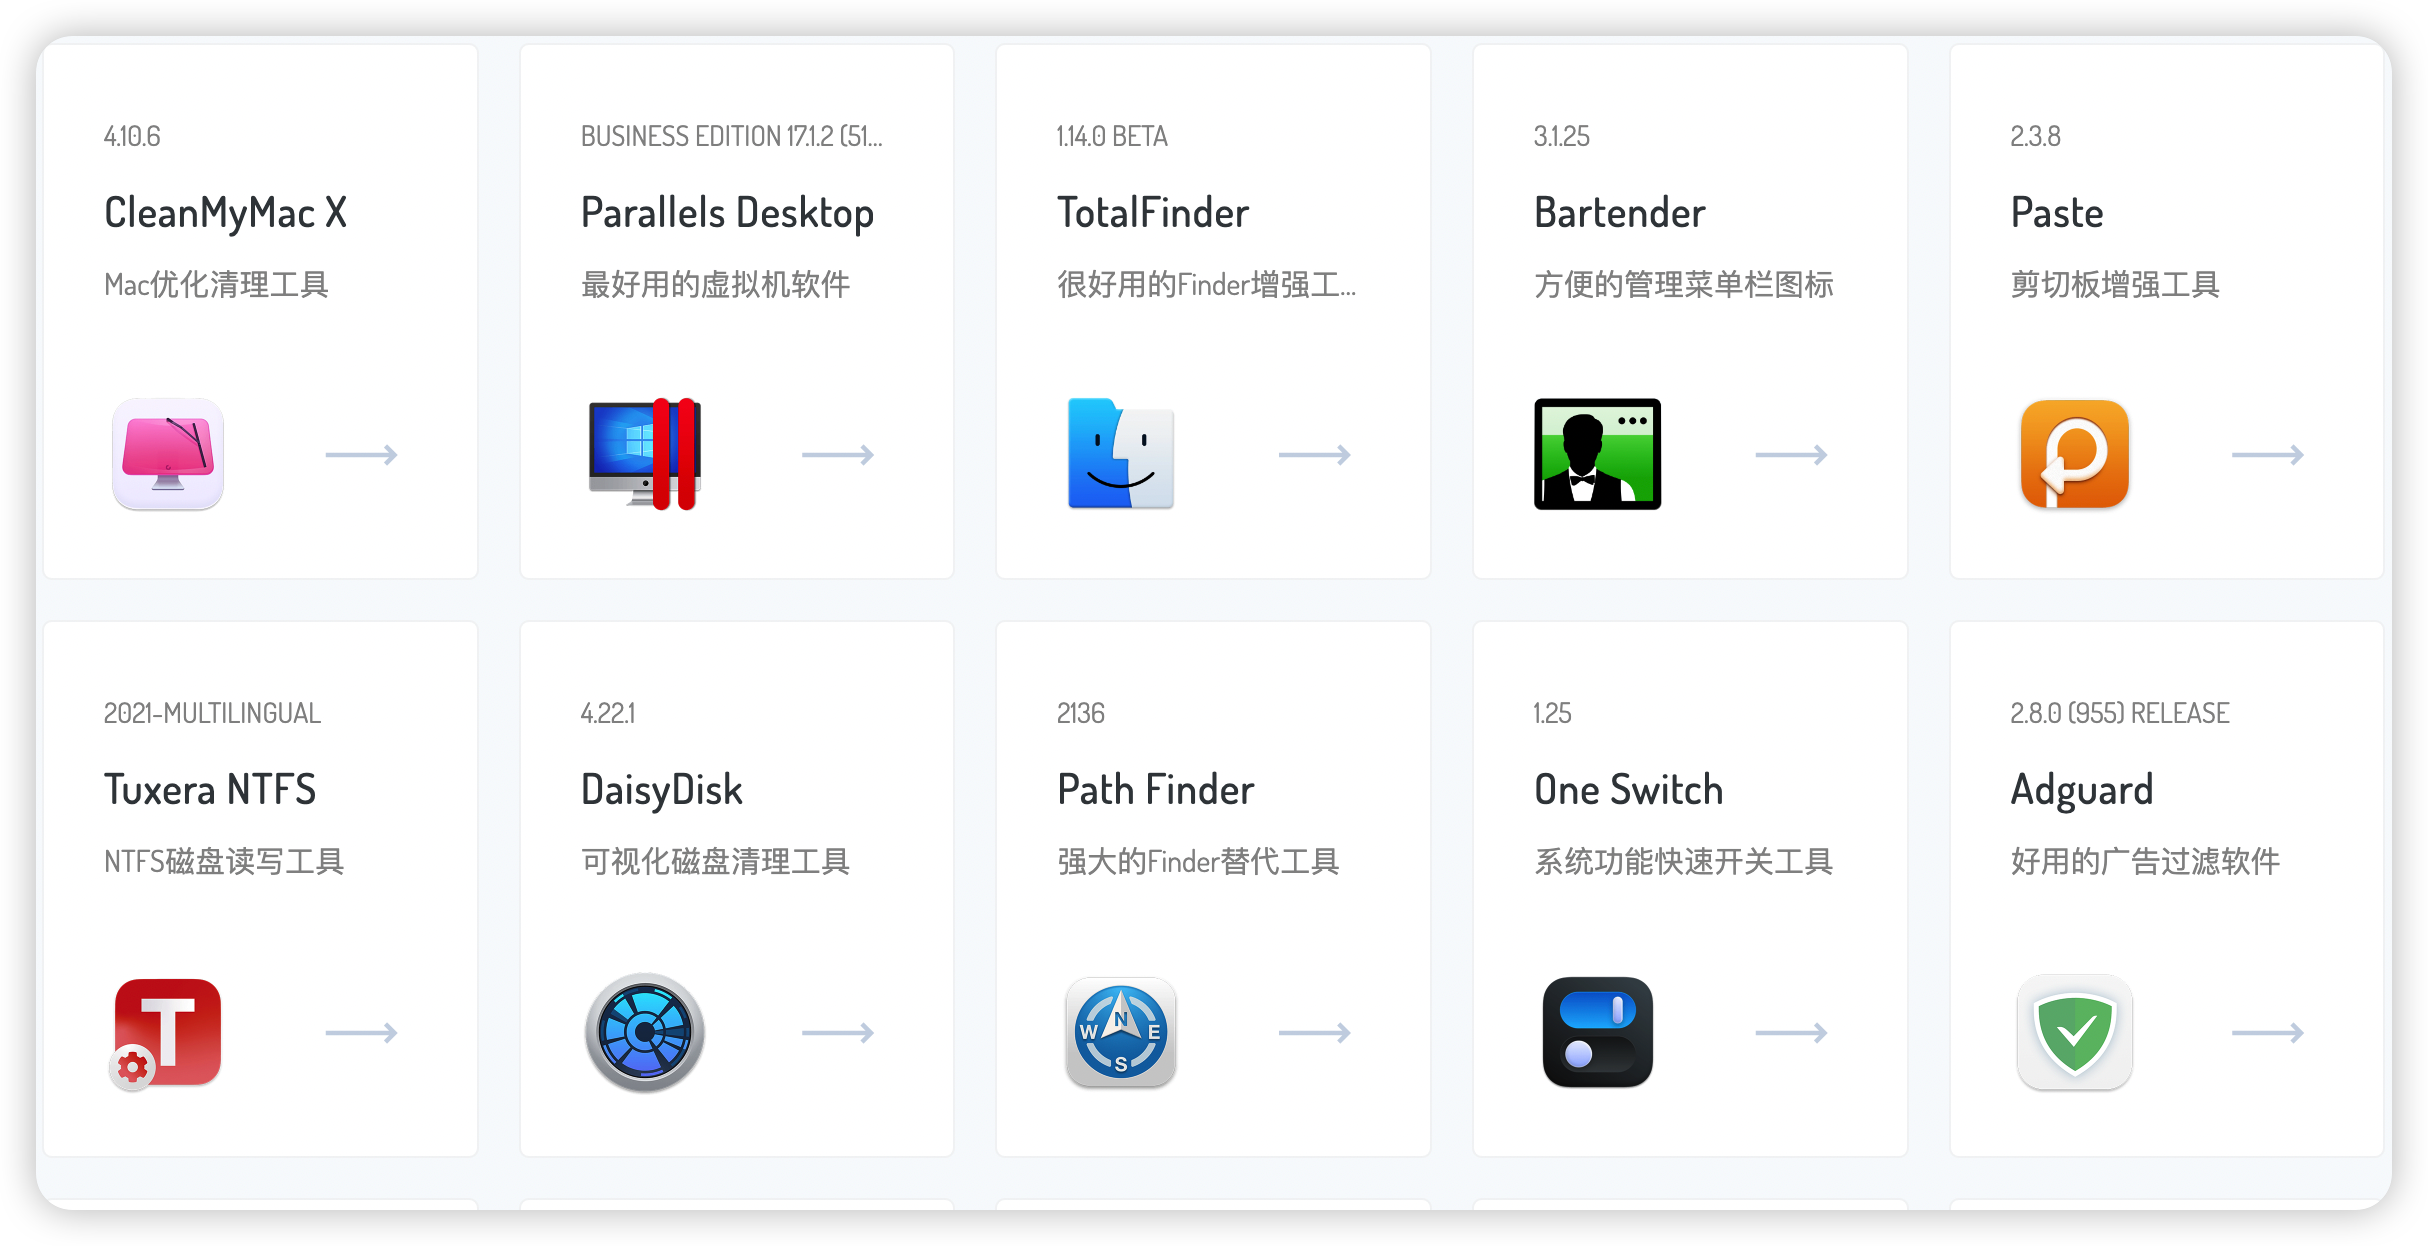 4.10.6
CleanMyMac X
Mac优化清理工具
BUSINESS EDITION 17.1.2 (51...
Parallels Desktop
最好用的虚拟机软件
1.14.0 BETA
TotalFinder
很好用的Finder增强工...
3.1.25
Bartender
方便的管理菜单栏图标
2.3.8
Paste
剪切板增强工具
2021-MULTILINGUAL
Tuxera NTFS
NTFS磁盘读写工具
T
4.22.1
DaisyDisk
可视化磁盘清理工具
2136
Path Finder
强大的Finder替代工具
N
W E
S
1.25
One Switch
系统功能快速开关工具
2.8.0 (955) RELEASE
Adguard
好用的广告过滤软件